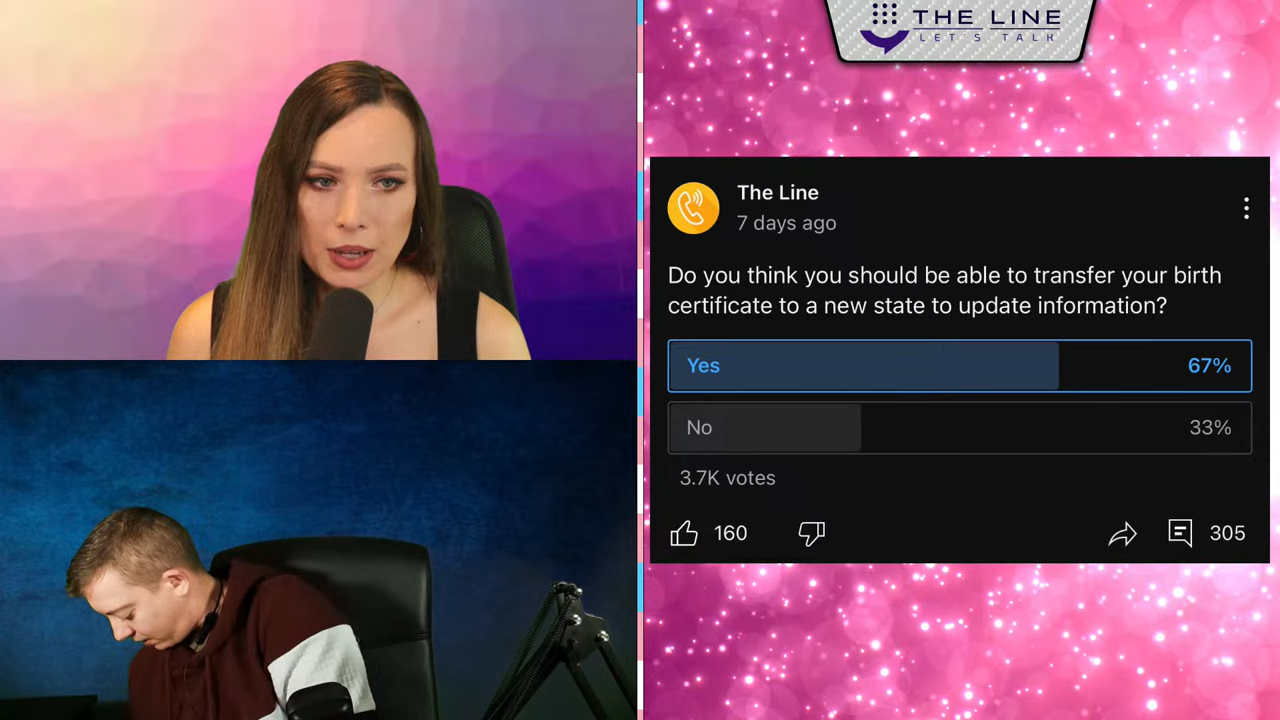 THE LINE
LET'S TALK
The Line
7 days ago
Do you think you should be able to transfer your birth
certificate to a new state to update information?
Yes 67%
No 33%
3.7K votes
160 305